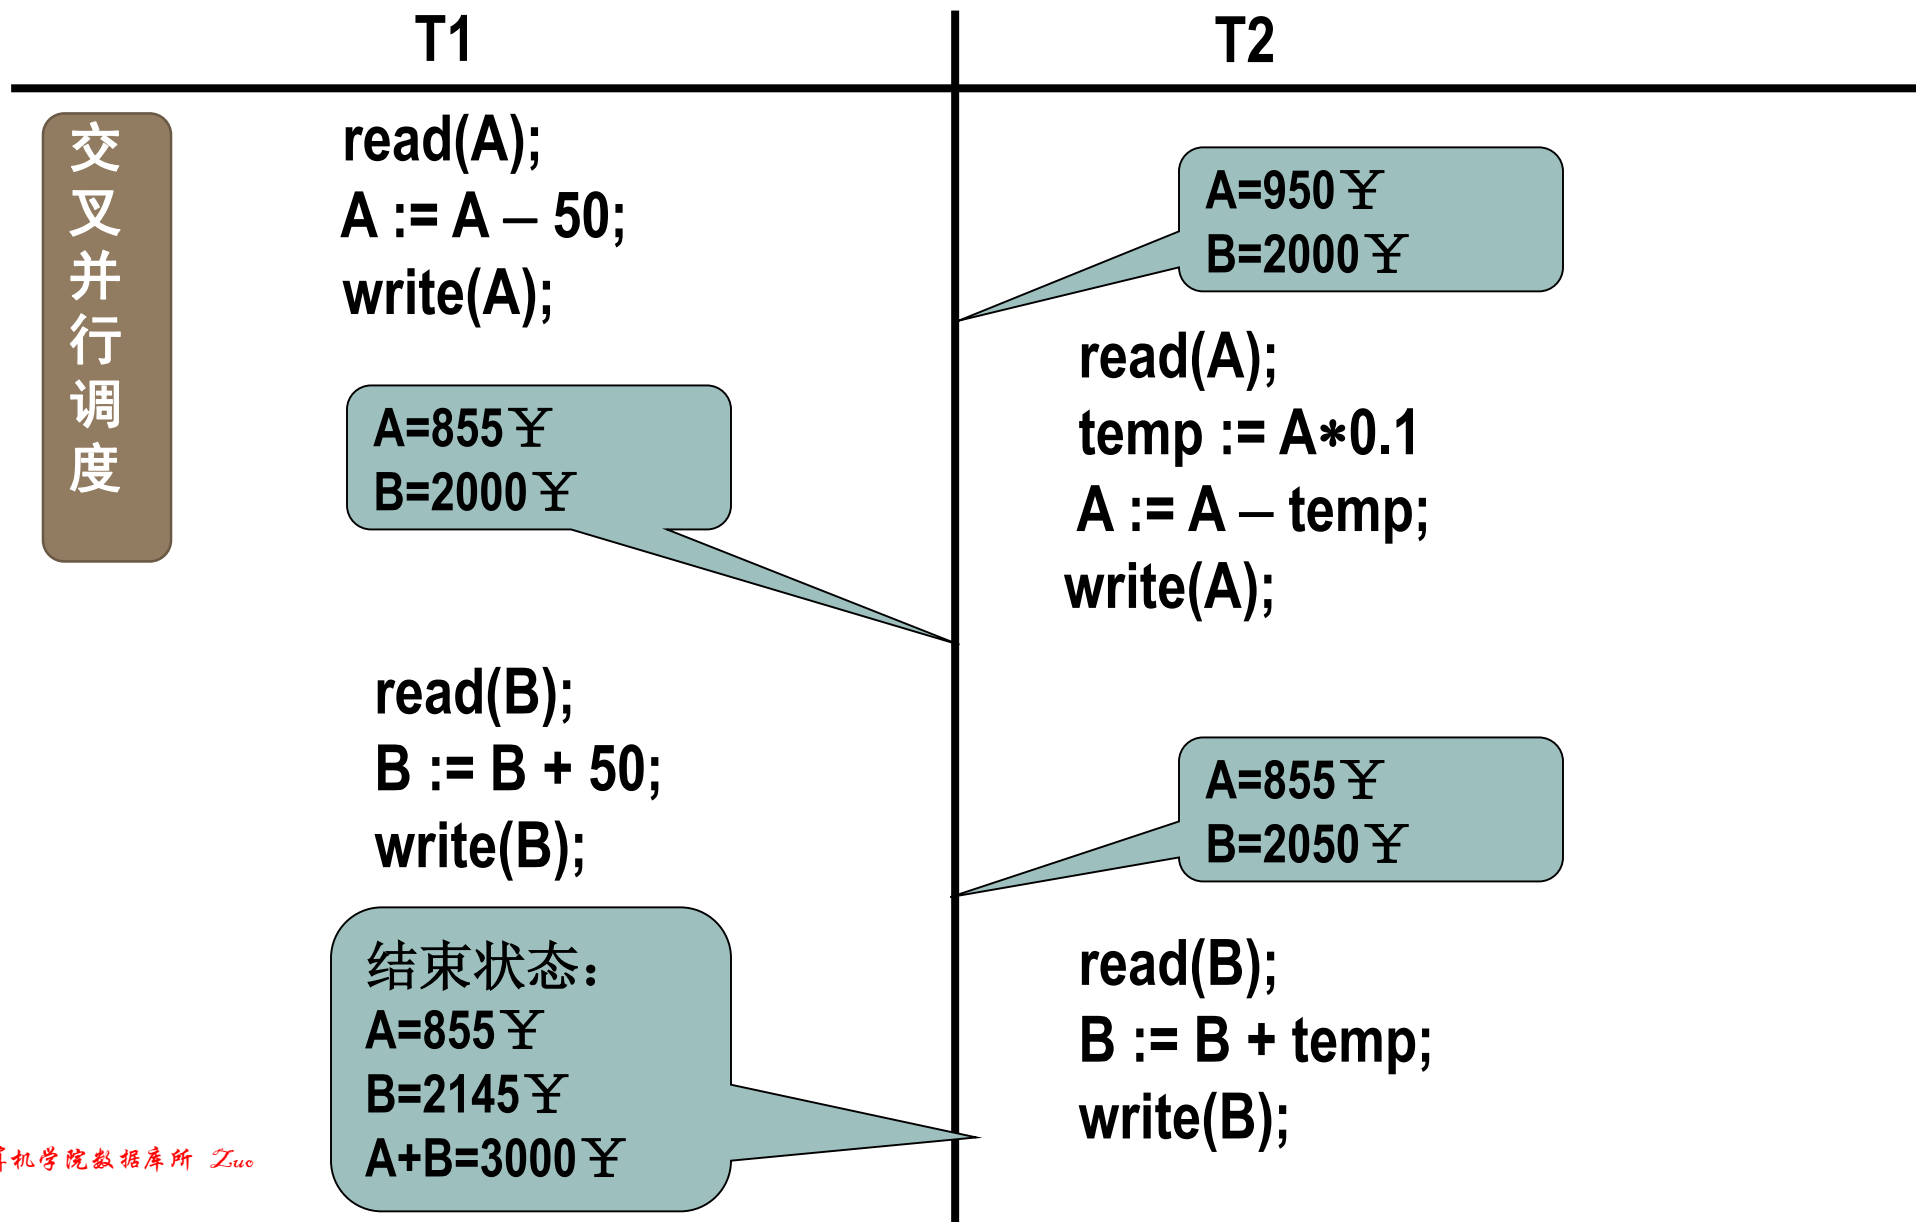 T1
T2
交叉并行调度
read(A);
A := A – 50;
write(A);
A=950￥
B=2000￥
read(A);
temp := A*0.1
A := A – temp;
write(A);
A=855￥
B=2000￥
read(B);
B := B + 50;
write(B);
A=855￥
B=2050￥
read(B);
B := B + temp;
write(B);
结束状态：
A=855￥
B=2145￥
A+B=3000￥
机学院数据库所 Zuo